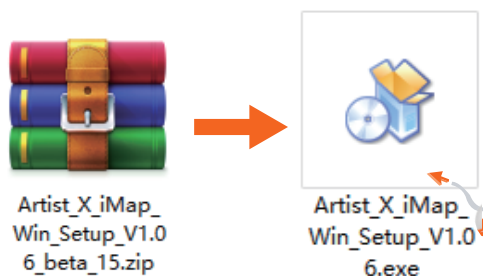 Artist_X_iMap_
Win_Setup_V1.0
6_beta_15.zip
Artist_X_iMap_
Win_Setup_V1.0
6.exe